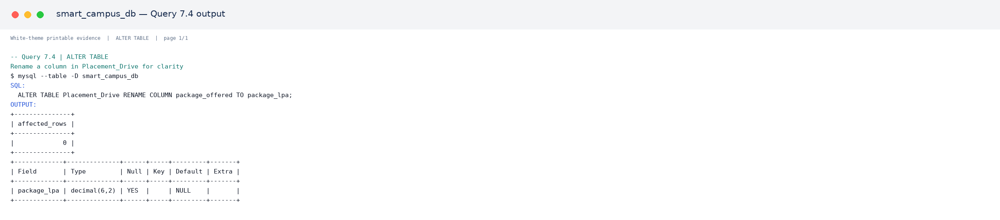 smart_campus_db — Query 7.4 output
White-theme printable evidence  |  ALTER TABLE  |  page 1/1
-- Query 7.4 | ALTER TABLE
Rename a column in Placement_Drive for clarity
$ mysql --table -D smart_campus_db
SQL:
  ALTER TABLE Placement_Drive RENAME COLUMN package_offered TO package_lpa;
OUTPUT:
+---------------+
| affected_rows |
+---------------+
|             0 |
+---------------+
+-------------+--------------+------+-----+---------+-------+
| Field       | Type         | Null | Key | Default | Extra |
+-------------+--------------+------+-----+---------+-------+
| package_lpa | decimal(6,2) | YES  |     | NULL    |       |
+-------------+--------------+------+-----+---------+-------+